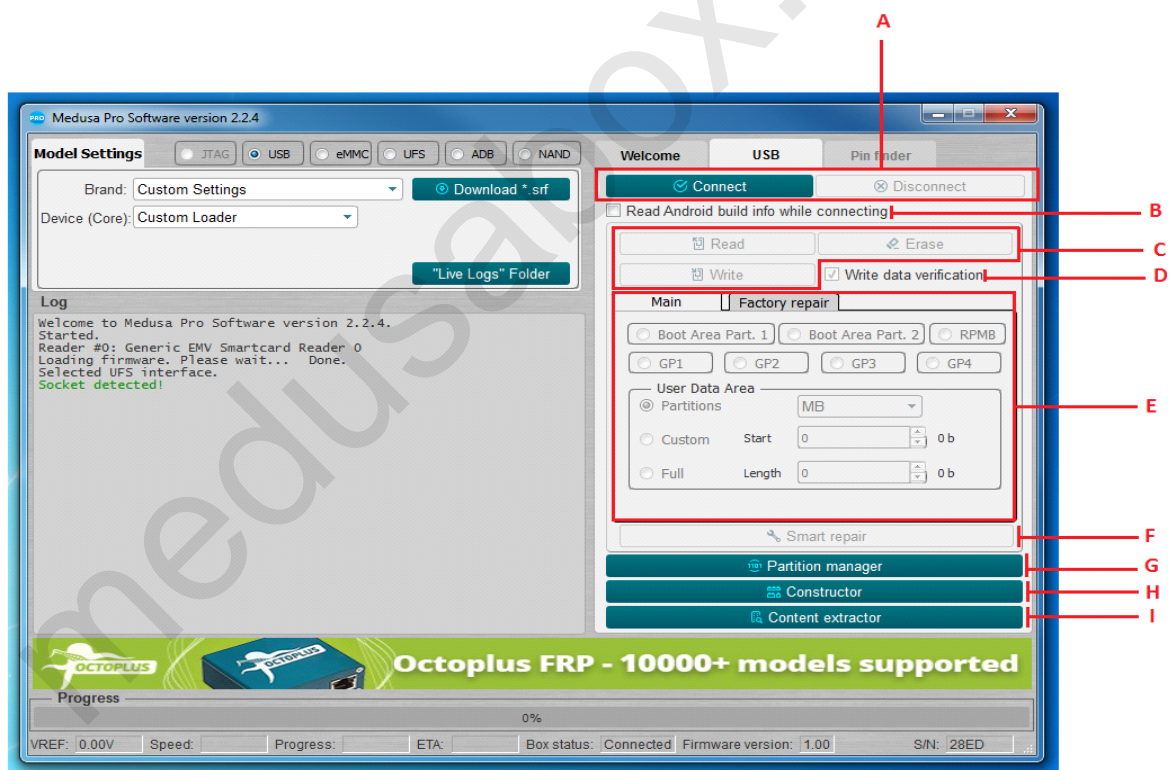 A
Medusa Pro Software version 2.2.4
Model Settings JTAG USB eMMC UFS ADB NAND
Welcome USB Pin finder
Brand: Custom Settings Download *.srf
Connect Disconnect
Device (Core): Custom Loader
Read Android build info while connecting B
Read Erase C
"Live Logs" Folder
Write Write data verification D
Log
Welcome to Medusa Pro Software version 2.2.4.
Started.
Reader #0: Generic EMV Smartcard Reader 0
Loading firmware. Please wait... Done.
Selected UFS interface.
Socket detected!
Main Factory repair
Boot Area Part. 1 Boot Area Part. 2 RPMB
GP1 GP2 GP3 GP4
User Data Area
Partitions MB E
Custom Start 0 0 b
Full Length 0 0 b
Smart repair F
Partition manager G
Constructor H
Content extractor I
OCTOPLUS OCTOPLUS Octoplus FRP - 10000+ models supported
Progress
0%
VREF: 0.00V Speed: Progress: ETA: Box status: Connected Firmware version: 1.00 S/N: 28ED
medusabox.